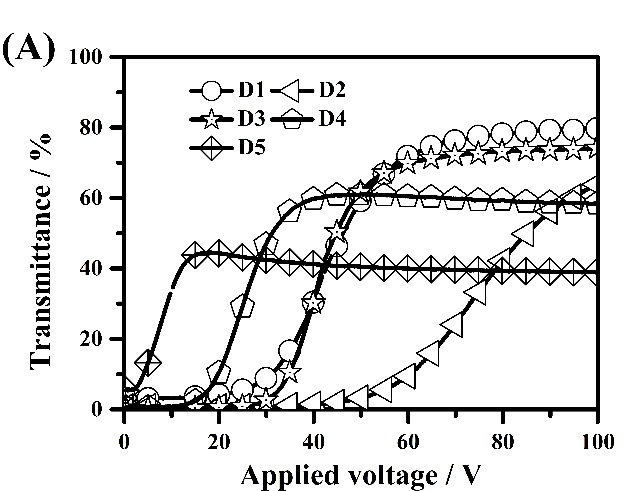 (A)
100
80
60
40
20
0
Transmittance / %
D1 D2
D3 D4
D5
0 20 40 60 80 100
Applied voltage / V